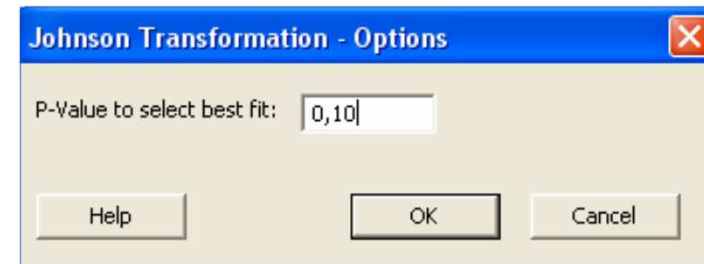 Johnson Transformation - Options
P-Value to select best fit: 0,10
Help OK Cancel